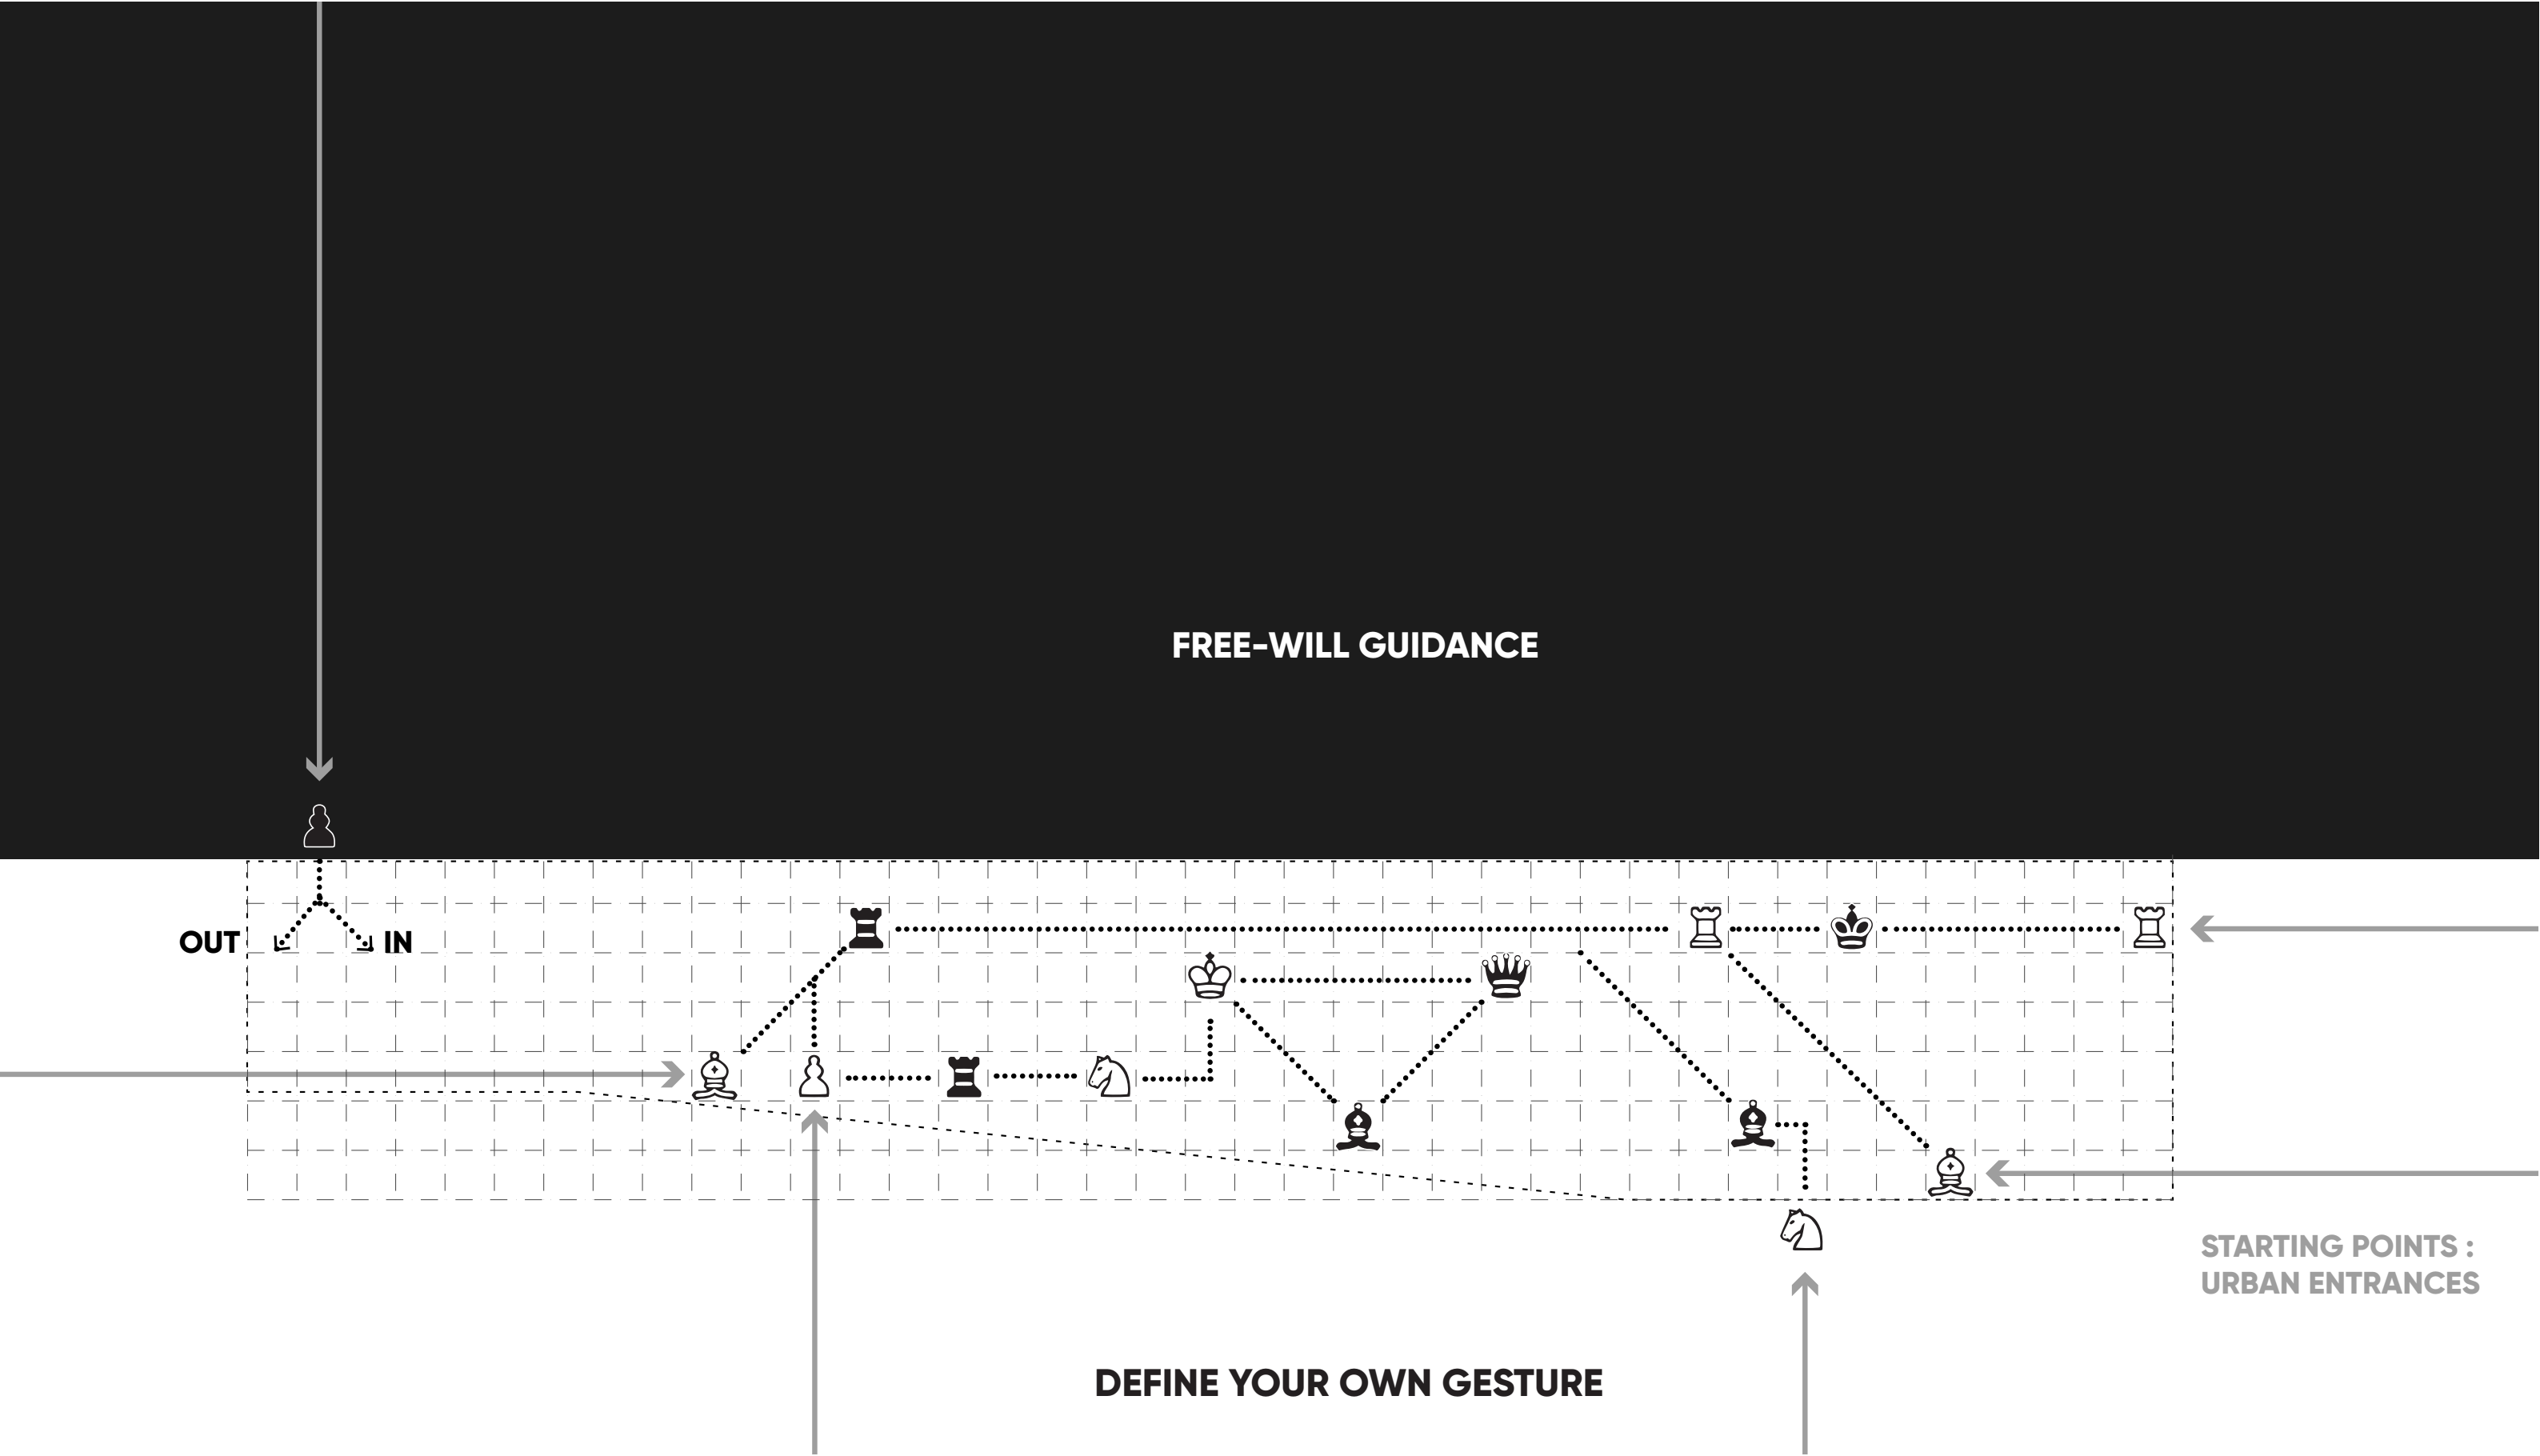 FREE-WILL GUIDANCE
OUT
IN
STARTING POINTS :
URBAN ENTRANCES
DEFINE YOUR OWN GESTURE